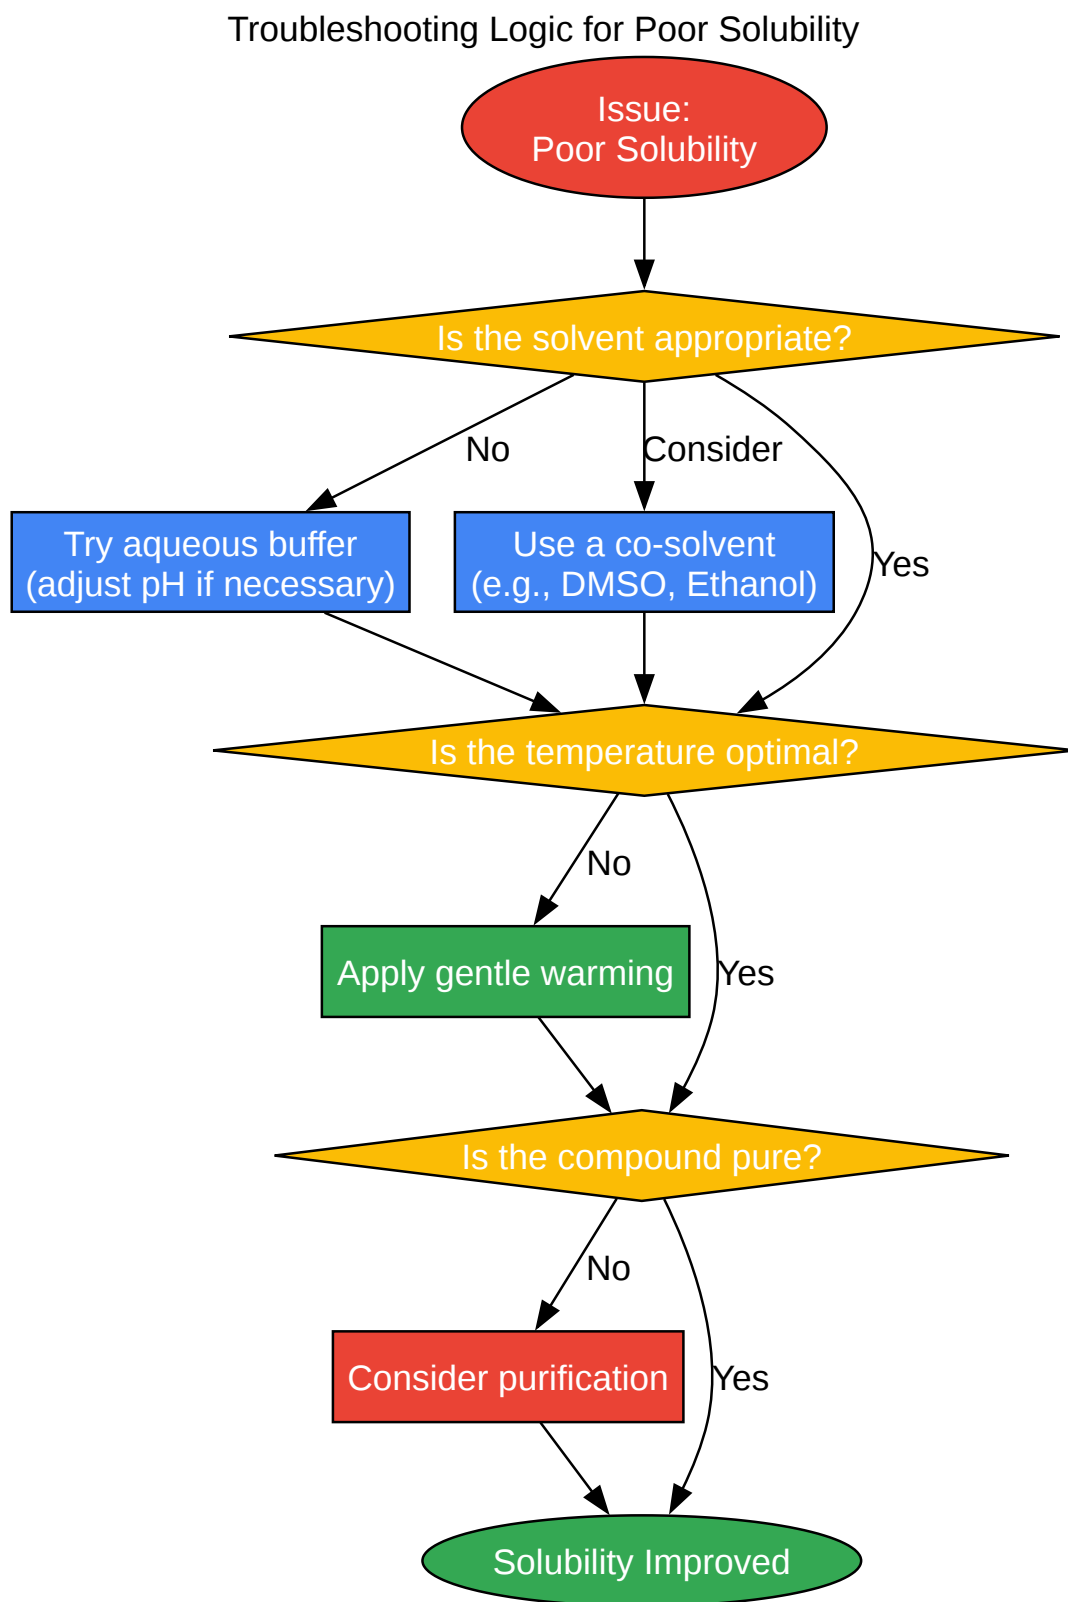 Troubleshooting Logic for Poor Solubility
Issue:
Poor Solubility
Is the solvent appropriate?
No
Consider
Yes
Try aqueous buffer
(adjust pH if necessary)
Use a co-solvent
(e.g., DMSO, Ethanol)
Is the temperature optimal?
No
Apply gentle warming
Yes
Is the compound pure?
No
Consider purification
Yes
Solubility Improved